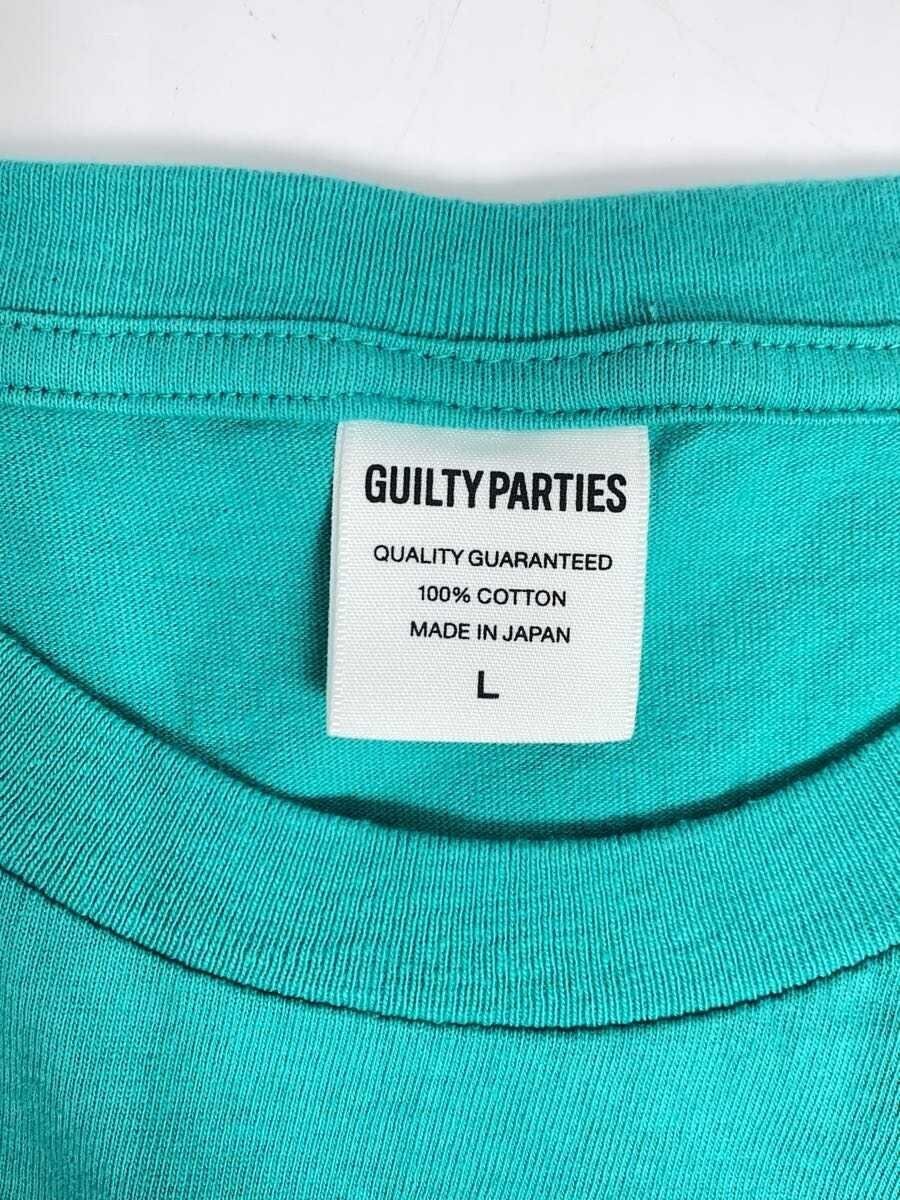 GUILTY PARTIES
QUALITY GUARANTEED
100% COTTON
MADE IN JAPAN
L